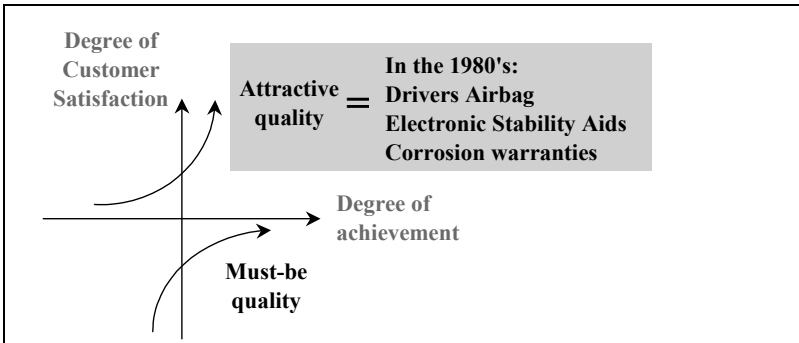 Degree of
Customer
Satisfaction
Attractive
quality
=
In the 1980's:
Drivers Airbag
Electronic Stability Aids
Corrosion warranties
Degree of
achievement
Must-be
quality